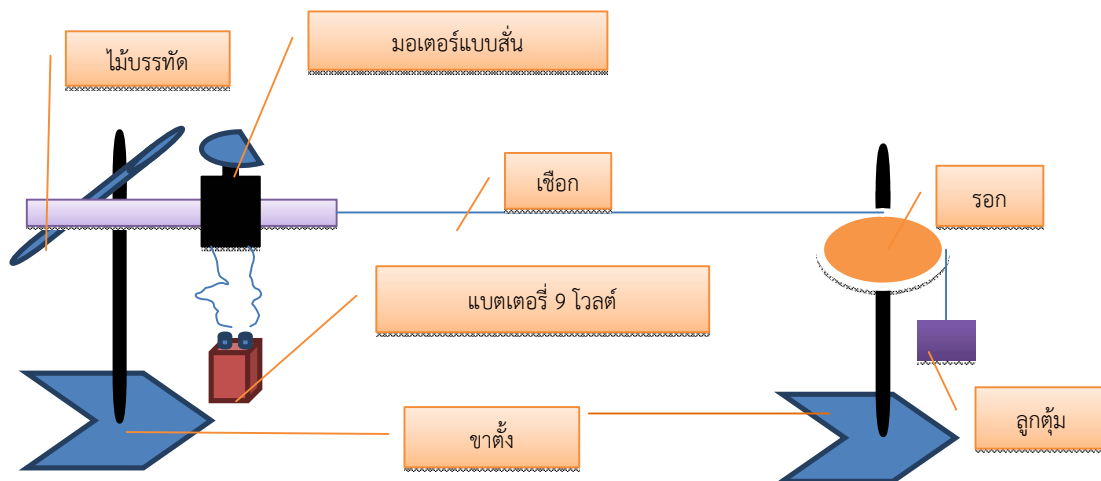 ไม้บรรทัด
มอเตอร์แบบสั่น
เชือก
รอก
แบตเตอรี่ 9 โวลต์
ขาตั้ง
ลูกตุ้ม